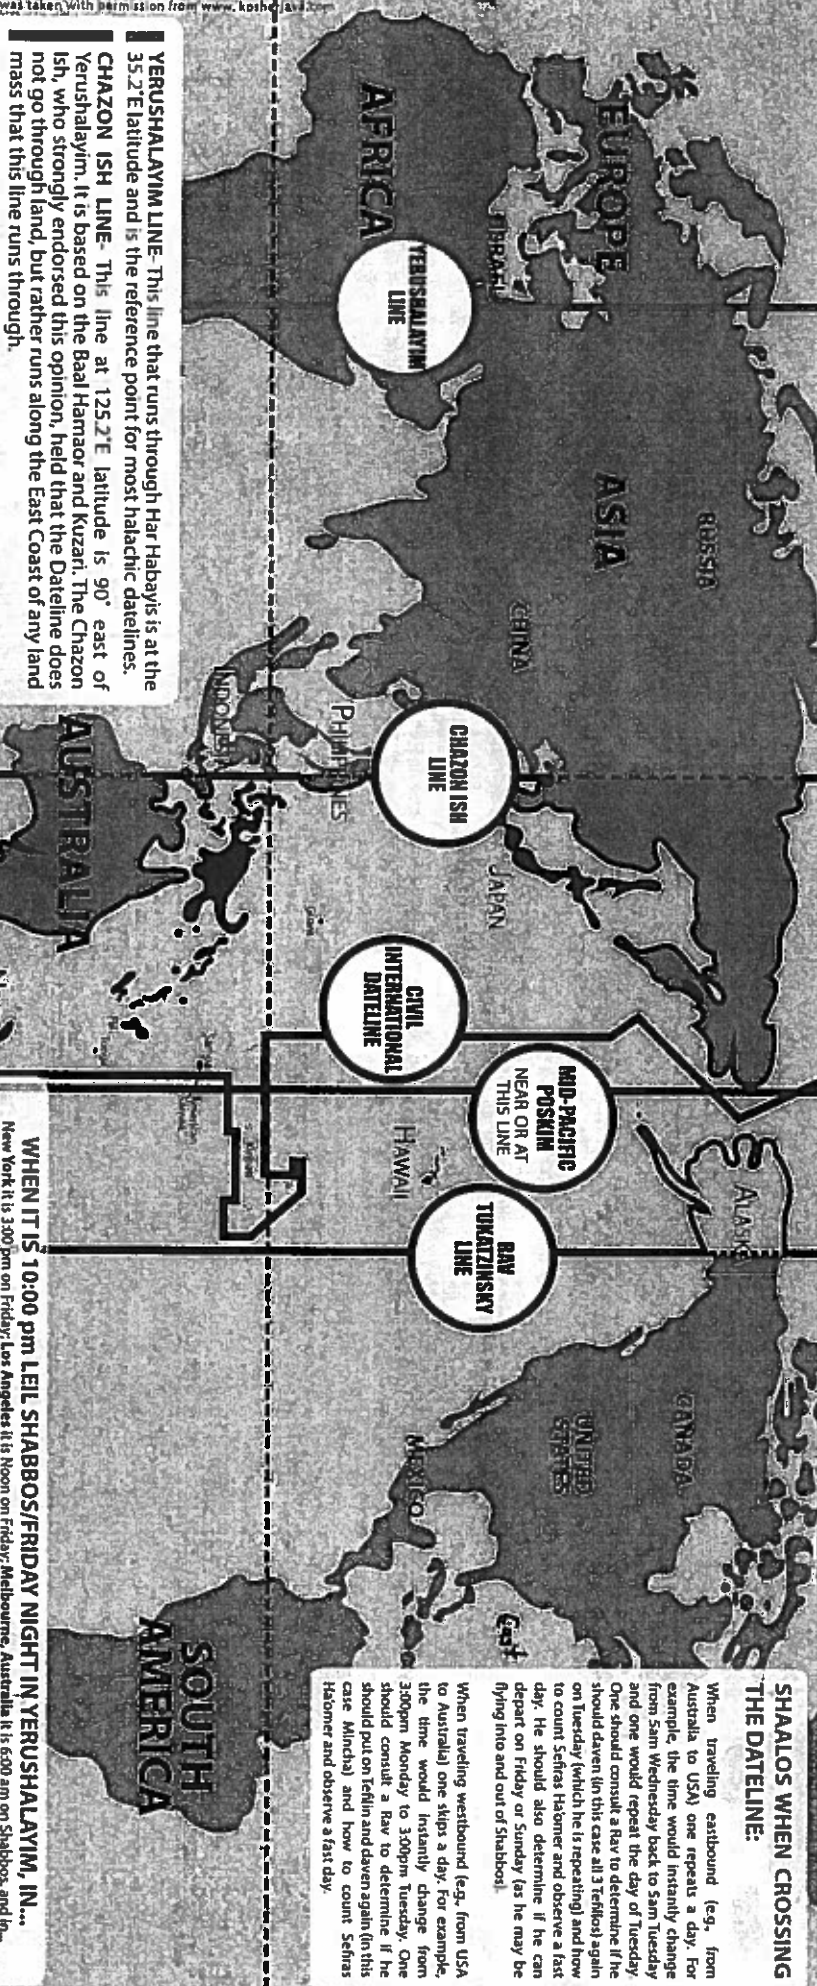 was taken with permission from www. kosherjava.com
EUROPE
AFRICA
ISRAEL
YERUSHALAYIM
LINE
ASIA
RUSSIA
CHINA
CHAZON ISH
LINE
PHILIPPINES
INDONESIA
AUSTRALIA
JAPAN
CIVIL
INTERNATIONAL
DATELINE
MID-PACIFIC
POSKIM
NEAR OR AT
THIS LINE
HAWAII
ALASKA
RAV
TUKATZINSKY
LINE
CANADA
UNITED
STATES
MEXICO
SOUTH
AMERICA
YERUSHALAYIM LINE- This line that runs through Har Habayis is at the
35.2°E latitude and is the reference point for most halachic datelines.
CHAZON ISH LINE- This line at 125.2°E latitude is 90° east of
Yerushalayim. It is based on the Baal Hamaor and Kuzari. The Chazon
Ish, who strongly endorsed this opinion, held that the Dateline does
not go through land, but rather runs along the East Coast of any land
mass that this line runs through.
SHAALOS WHEN CROSSING
THE DATELINE:
When traveling eastbound (e.g., from
Australia to USA) one repeats a day. For
example, the time would instantly change
from 5am Wednesday back to 5am Tuesday
and one would repeat the day of Tuesday.
One should consult a Rav to determine if he
should daven (in this case all 3 Tefillos) again
on Tuesday (which he is repeating) and how
to count Sefiras Ha'omer and observe a fast
day. He should also determine if he can
depart on Friday or Sunday (as he may be
flying into and out of Shabbos).
When traveling westbound (e.g., from USA
to Australia) one skips a day. For example,
the time would instantly change from
3:00pm Monday to 3:00pm Tuesday. One
should consult a Rav to determine if he
should put on Tefilin and daven again (in this
case Mincha) and how to count Sefiras
Ha'omer and observe a fast day.
WHEN IT IS 10:00 pm LEIL SHABBOS/FRIDAY NIGHT IN YERUSHALAYIM, IN...
New York it is 3:00 pm on Friday; Los Angeles it is Noon on Friday; Melbourne, Australia it is 6:00 am on Shabbos, and in...